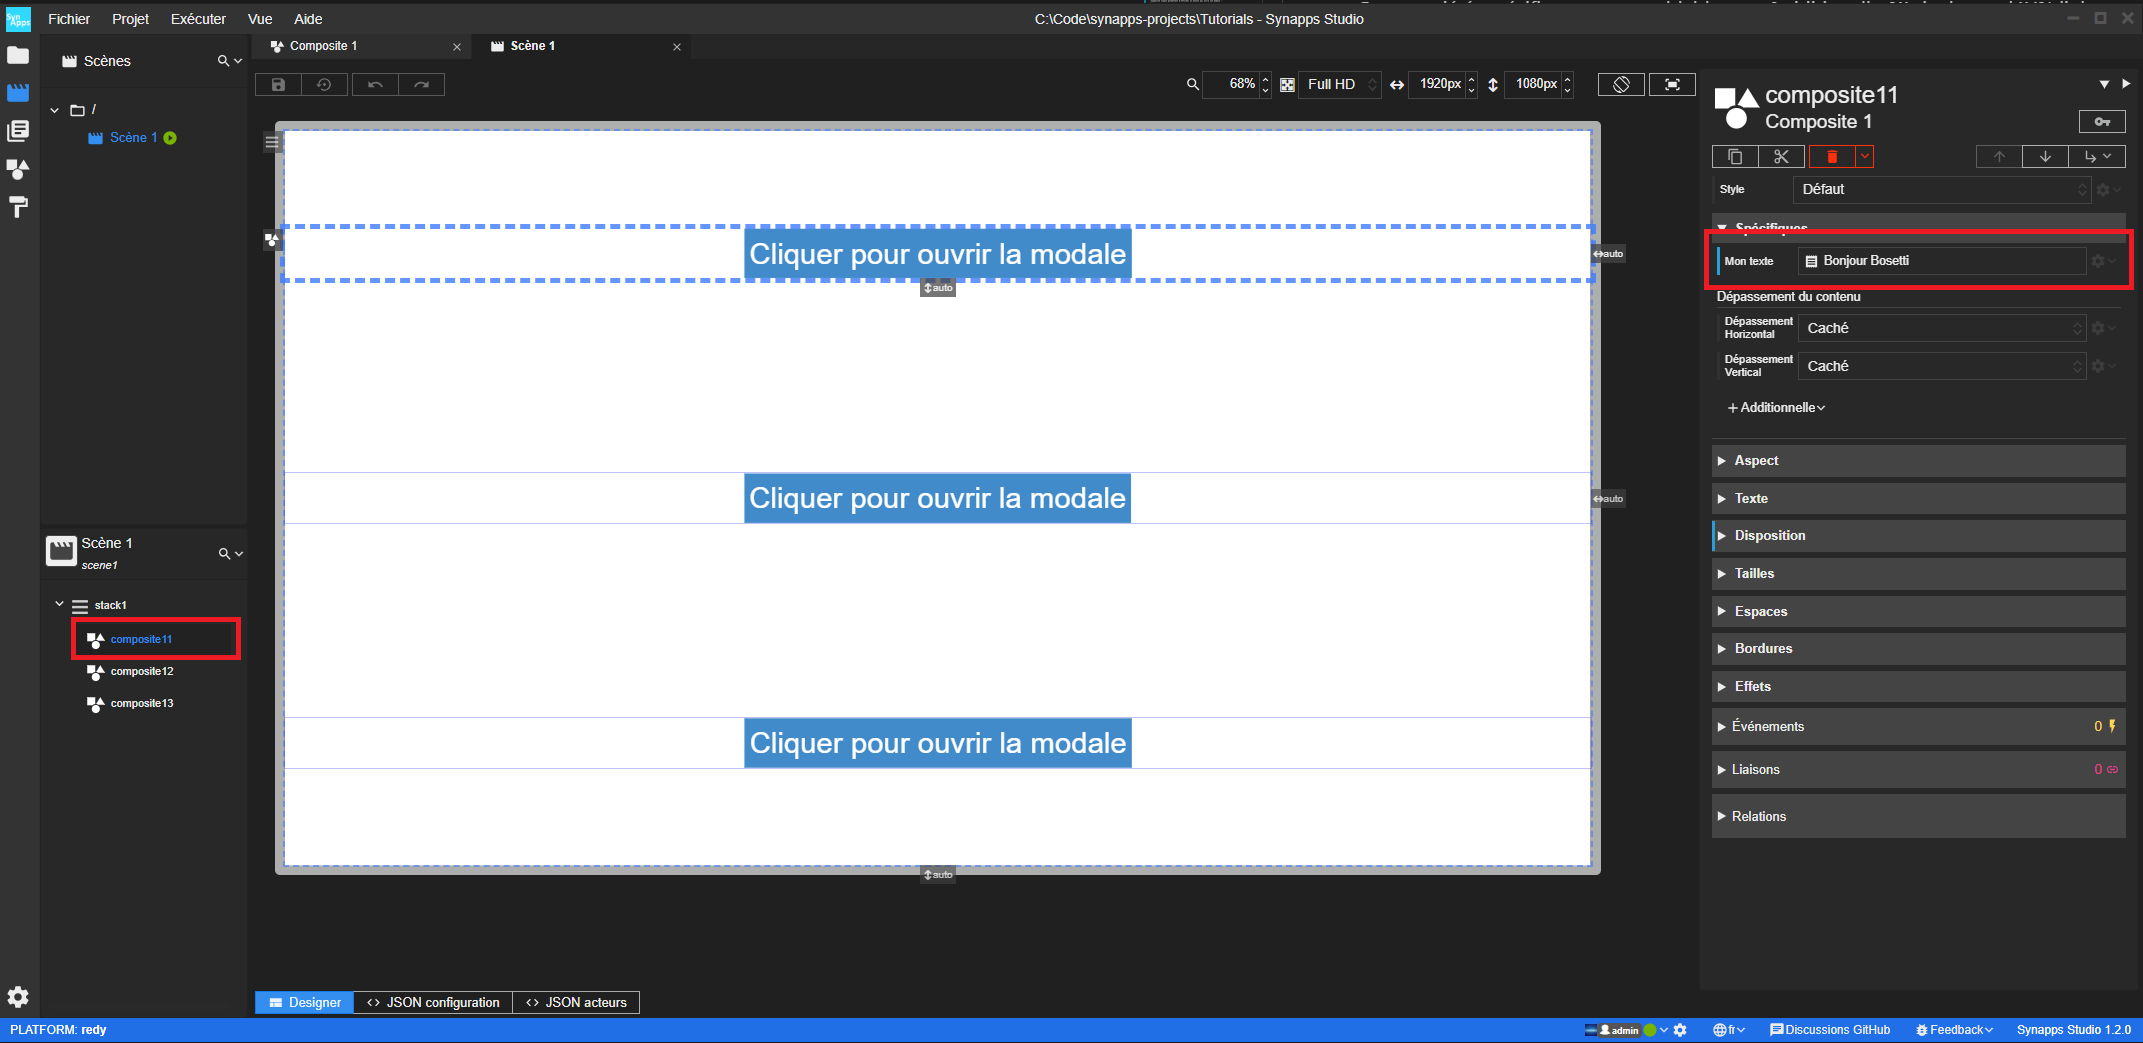 Syn Apps
Fichier Projet Exécuter Vue Aide
C:\Code\synapps-projects\Tutorials - Synapps Studio
Scènes
/
Scène 1
Composite 1
Scène 1
68%
Full HD
1920px
1080px
Cliquer pour ouvrir la modale
auto
auto
Cliquer pour ouvrir la modale
auto
Cliquer pour ouvrir la modale
auto
Scène 1
scene1
stack1
composite11
composite12
composite13
composite11
Composite 1
Style
Défaut
Spécifiques
Mon texte
Bonjour Bosetti
Dépassement du contenu
Dépassement
Horizontal
Caché
Dépassement
Vertical
Caché
+ Additionnelle
Aspect
Texte
Disposition
Tailles
Espaces
Bordures
Effets
Événements 0
Liaisons 0
Relations
Designer
<> JSON configuration
<> JSON acteurs
PLATFORM: redy
admin
fr
Discussions GitHub
Feedback
Synapps Studio 1.2.0